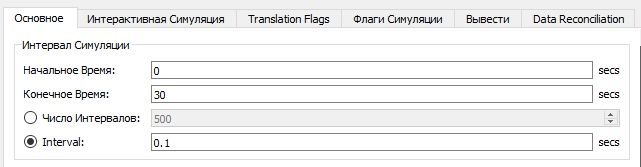 Основное Интерактивная Симуляция Translation Flags Флаги Симуляции Вывести Data Reconciliation
Интервал Симуляции
Начальное Время: 0 secs
Конечное Время: 30 secs
Число Интервалов: 500
Interval: 0.1 secs